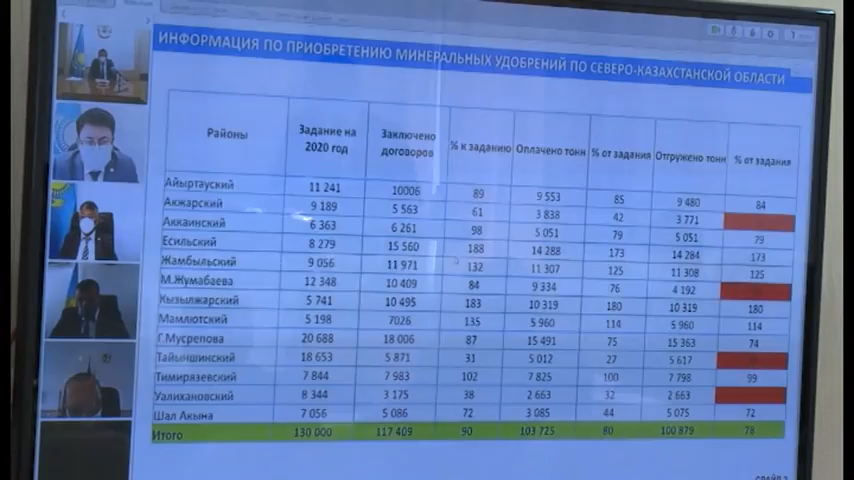 ИНФОРМАЦИЯ ПО ПРИОБРЕТЕНИЮ МИНЕРАЛЬНЫХ УДОБРЕНИЙ ПО СЕВЕРО-КАЗАХСТАНСКОЙ ОБЛАСТИ
Районы Задание на 2020 год Заключено договоров % к заданию Оплачено тонн % от задания Отгружено тонн % от задания
Айыртауский 11 241 10006 89 9 553 85 9 480 84
Акжарский 9 189 5 563 61 3 838 42 3 771
Аккаинский 6 363 6 261 98 5 051 79 5 051 79
Есильский 8 279 15 560 188 14 288 173 14 284 173
Жамбыльский 9 056 11 971 132 11 307 125 11 308 125
М.Жумабаева 12 348 10 409 84 9 334 76 4 192
Кызылжарский 5 741 10 495 183 10 319 180 10 319 180
Мамлютский 5 198 7026 135 5 960 114 5 960 114
Г.Мусрепова 20 688 18 006 87 15 491 75 15 363 74
Тайыншинский 18 653 5 871 31 5 012 27 5 617
Тимирязевский 7 844 7 983 102 7 825 100 7 798 99
Уалихановский 8 344 3 175 38 2 663 32 2 663
Шал Акына 7 056 5 086 72 3 085 44 5 075 72
Итого 130 000 117 409 90 103 725 80 100 879 78